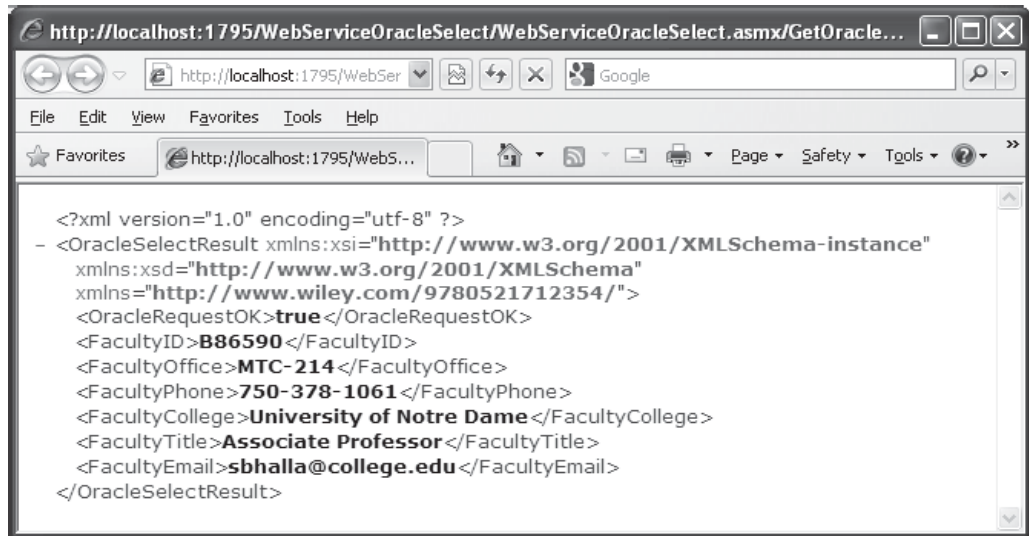 http://localhost:1795/WebServiceOracleSelect/WebServiceOracleSelect.asmx/GetOracle...
http://localhost:1795/WebSer
Google
File Edit View Favorites Tools Help
Favorites http://localhost:1795/WebS... Page Safety Tools »
<?xml version="1.0" encoding="utf-8" ?>
- <OracleSelectResult xmlns:xsi="http://www.w3.org/2001/XMLSchema-instance"
xmlns:xsd="http://www.w3.org/2001/XMLSchema"
xmlns="http://www.wiley.com/9780521712354/">
<OracleRequestOK>true</OracleRequestOK>
<FacultyID>B86590</FacultyID>
<FacultyOffice>MTC-214</FacultyOffice>
<FacultyPhone>750-378-1061</FacultyPhone>
<FacultyCollege>University of Notre Dame</FacultyCollege>
<FacultyTitle>Associate Professor</FacultyTitle>
<FacultyEmail>sbhalla@college.edu</FacultyEmail>
</OracleSelectResult>